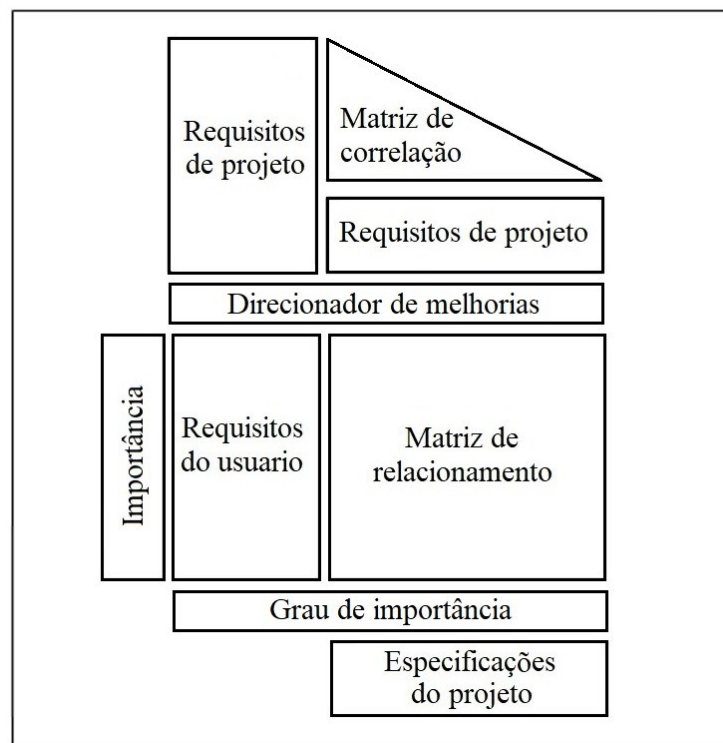 Requisitos
de projeto
Matriz de
correlação
Requisitos de projeto
Direcionador de melhorias
Importância
Requisitos
do usuario
Matriz de
relacionamento
Grau de importância
Especificações
do projeto